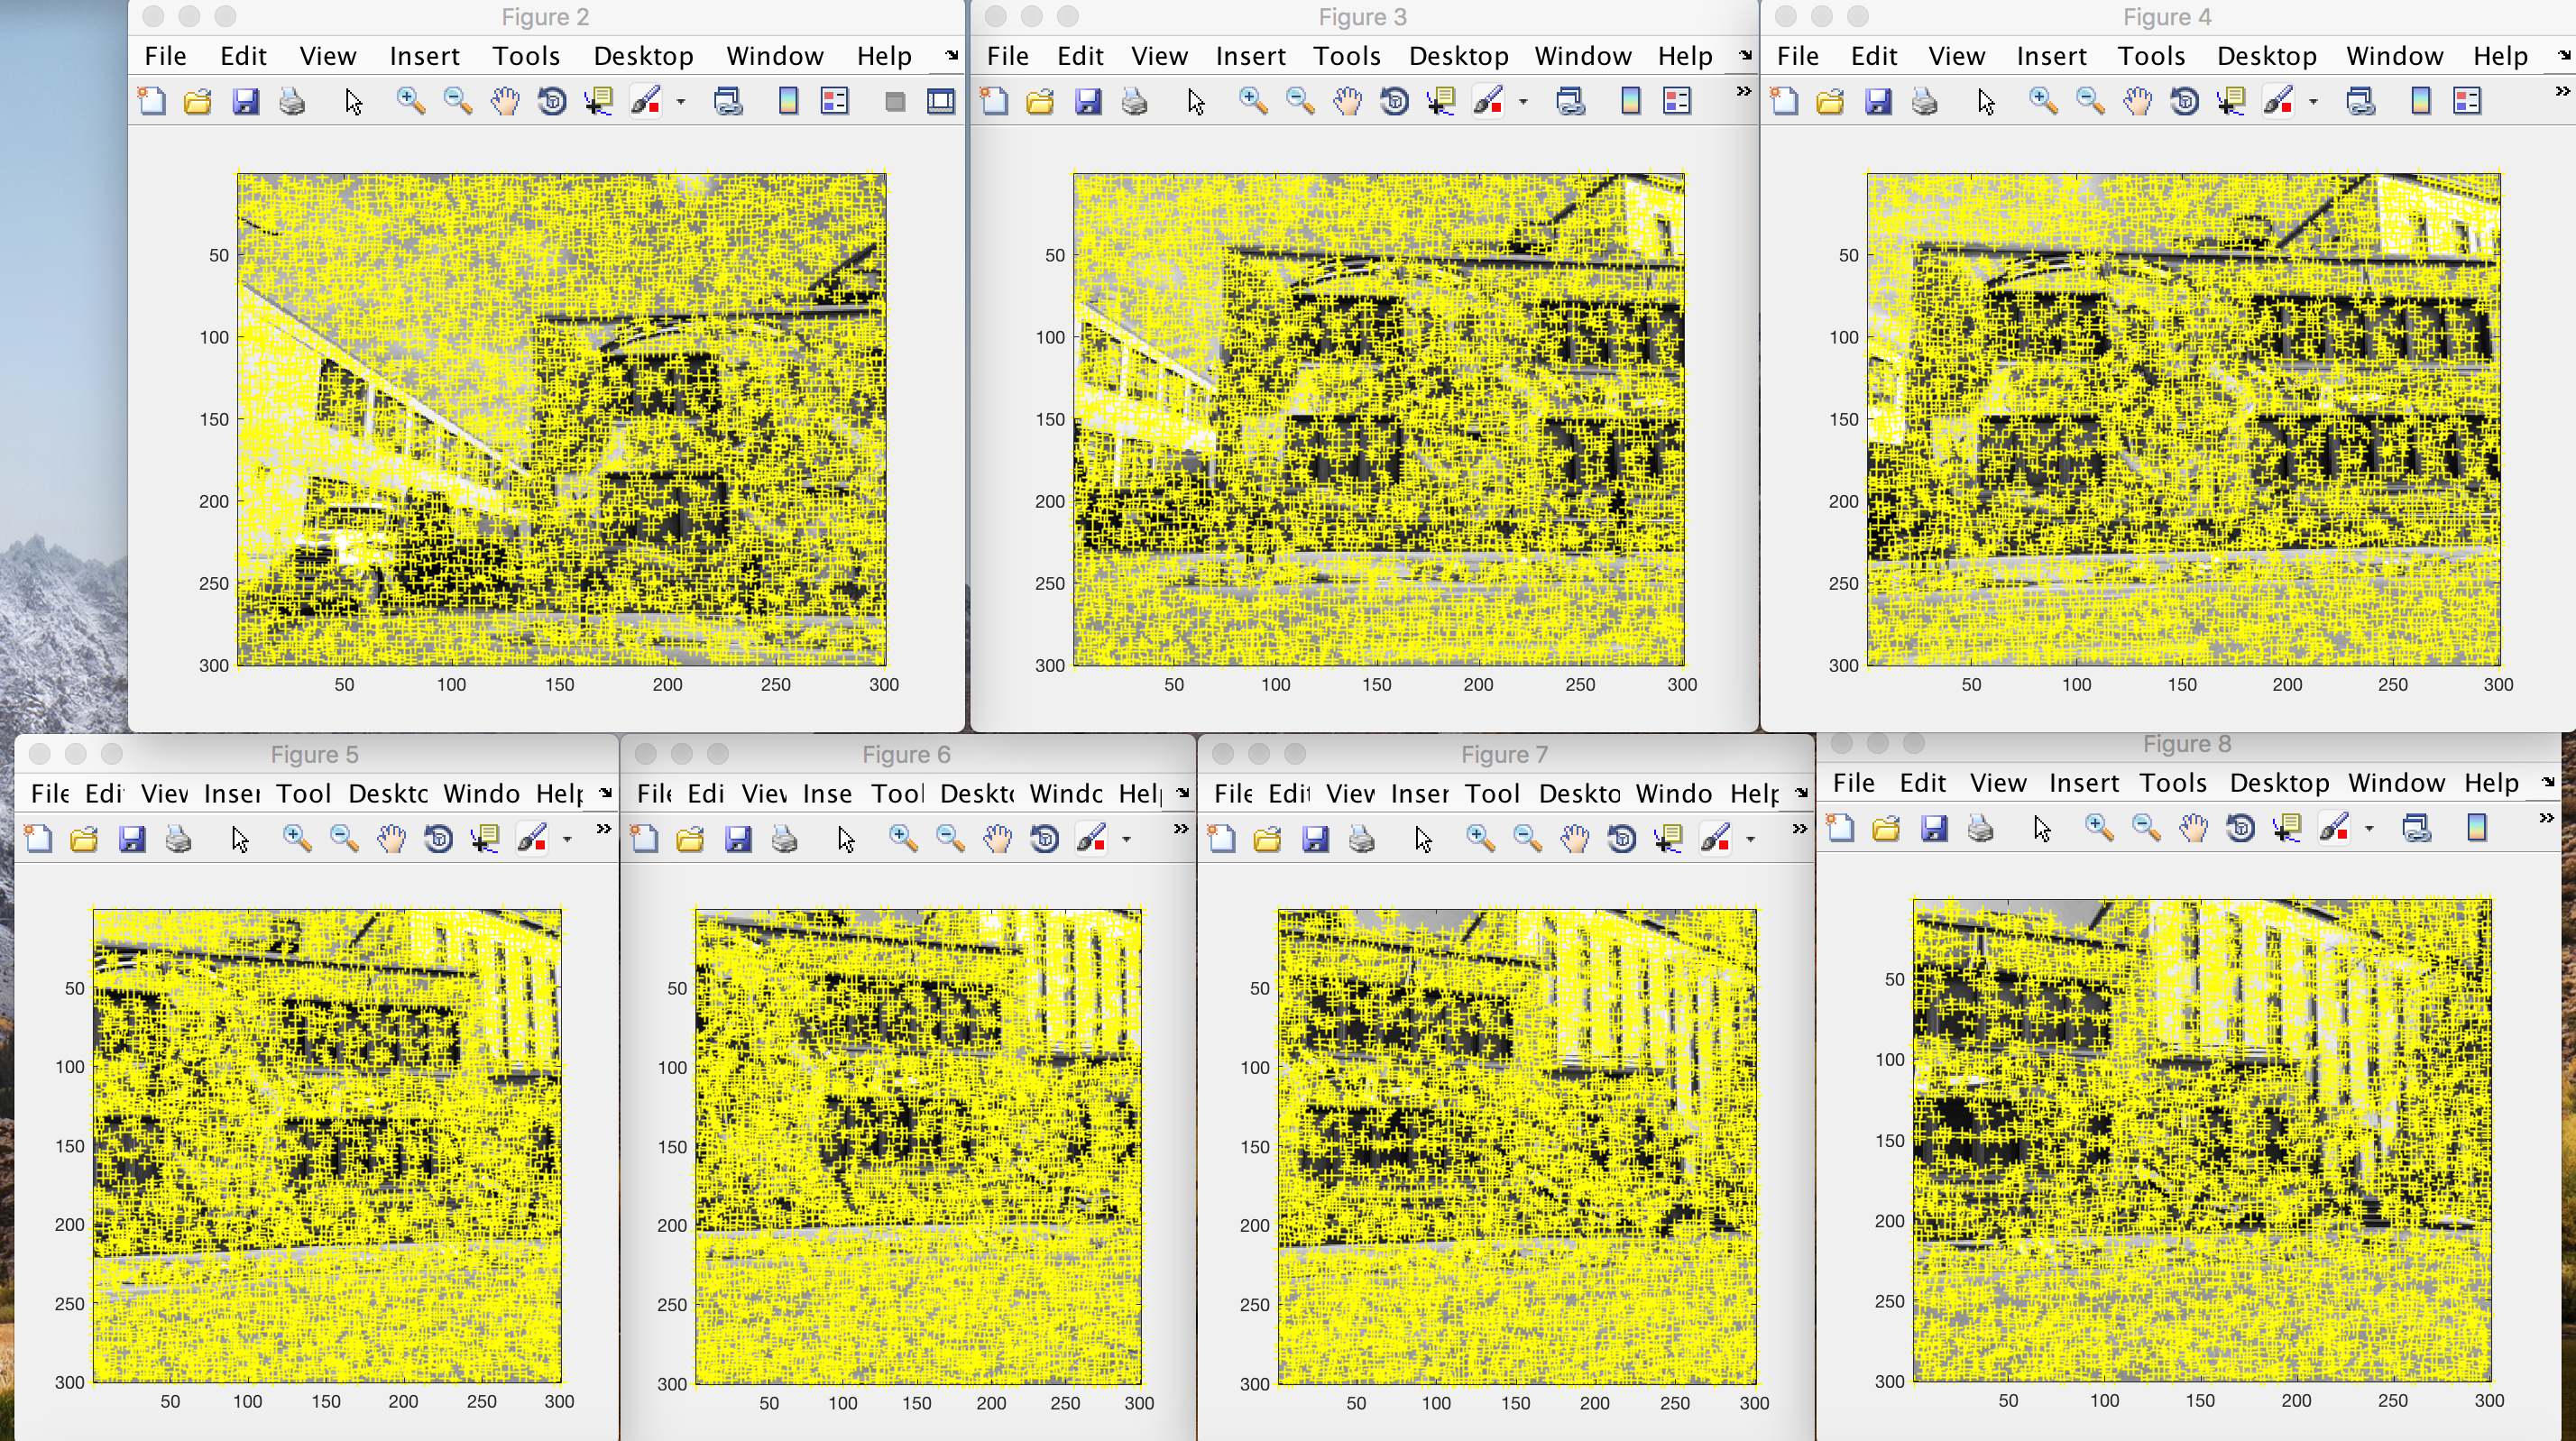 Figure 2
File Edit View Insert Tools Desktop Window Help
50
100
150
200
250
300
50 100 150 200 250 300
Figure 3
File Edit View Insert Tools Desktop Window Help
50
100
150
200
250
300
50 100 150 200 250 300
Figure 4
File Edit View Insert Tools Desktop Window Help
50
100
150
200
250
300
50 100 150 200 250 300
Figure 5
File Edi Viev Inser Tool Desktc Windo Help
50
100
150
200
250
300
50 100 150 200 250 300
Figure 6
File Edi Viev Inse Tool Deskt Windc Help
50
100
150
200
250
300
50 100 150 200 250 300
Figure 7
File Edit View Inser Tool Deskto Windo Help
50
100
150
200
250
300
50 100 150 200 250 300
Figure 8
File Edit View Insert Tools Desktop Window Help
50
100
150
200
250
300
50 100 150 200 250 300